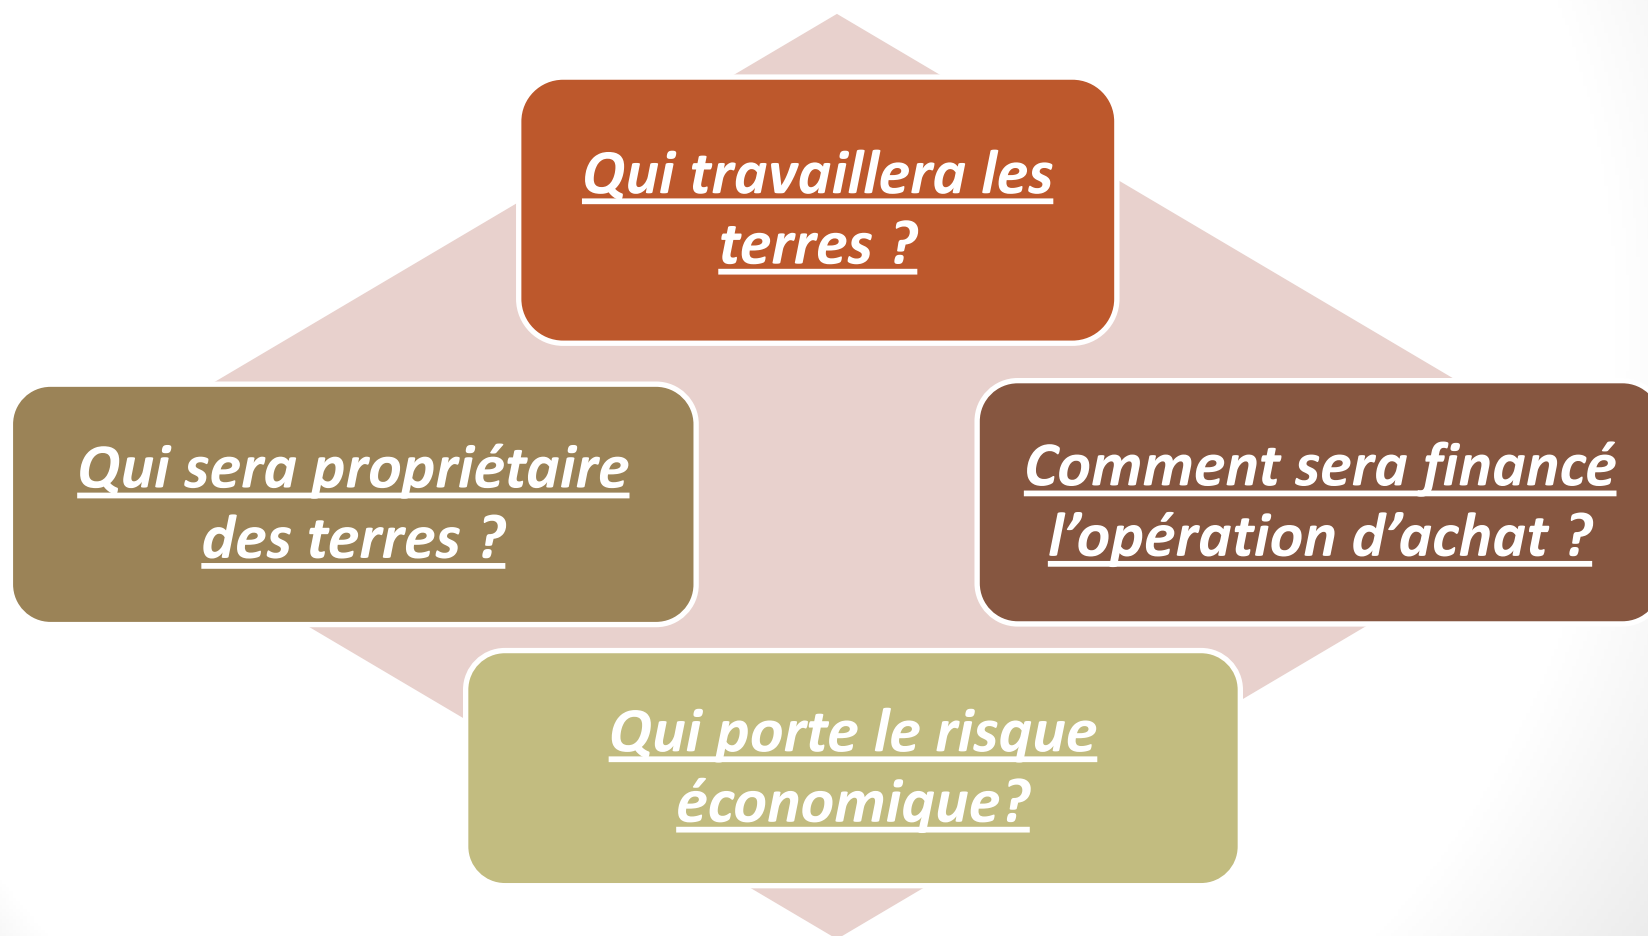 Qui travaillera les
terres ?
Qui sera propriétaire
des terres ?
Comment sera financé
l’opération d’achat ?
Qui porte le risque
économique?